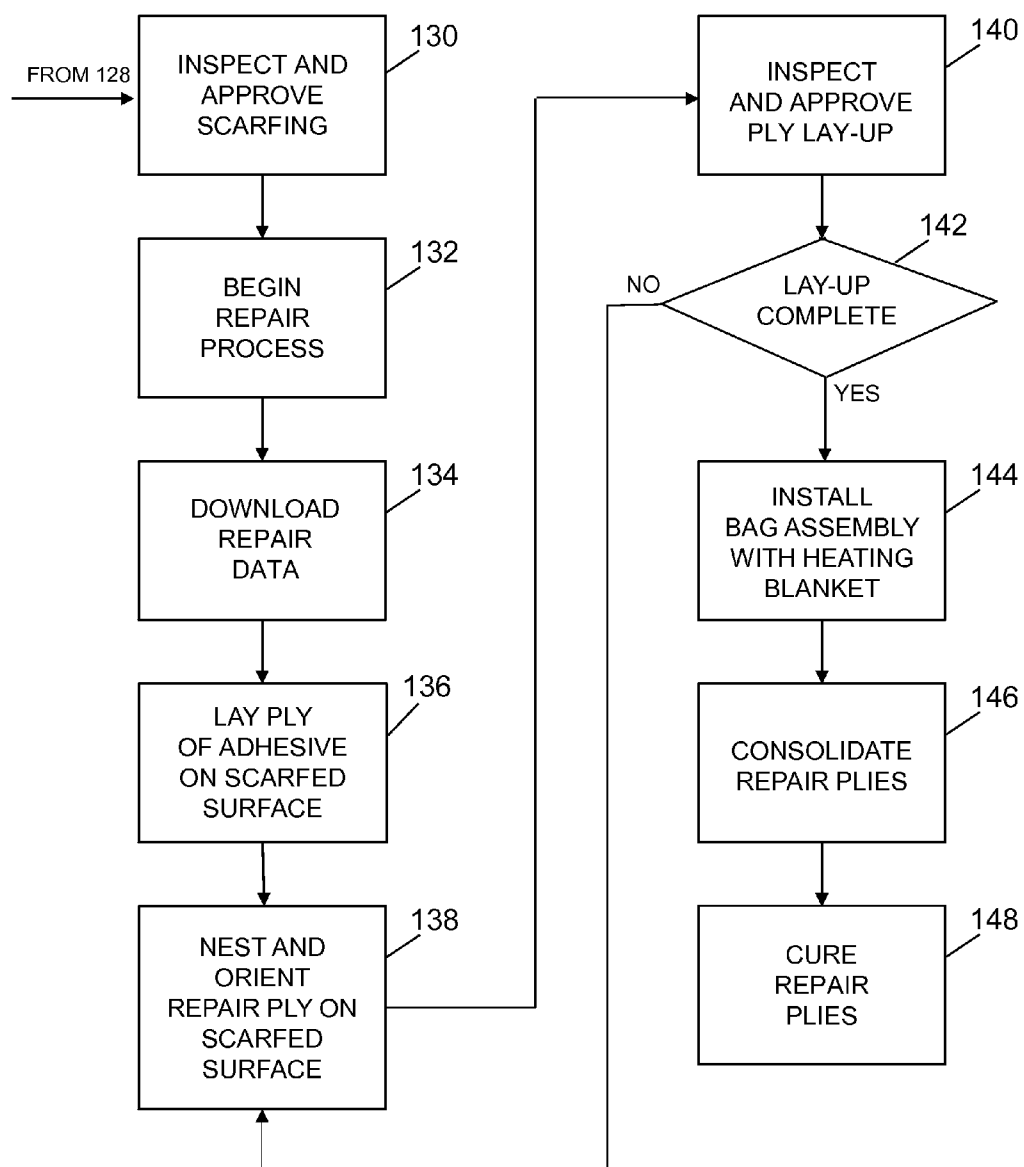 FROM 128
130
INSPECT AND
APPROVE
SCARFING
132
BEGIN
REPAIR
PROCESS
134
DOWNLOAD
REPAIR
DATA
136
LAY PLY
OF ADHESIVE
ON SCARFED
SURFACE
138
NEST AND
ORIENT
REPAIR PLY ON
SCARFED
SURFACE
140
INSPECT
AND APPROVE
PLY LAY-UP
142
NO
LAY-UP
COMPLETE
YES
144
INSTALL
BAG ASSEMBLY
WITH HEATING
BLANKET
146
CONSOLIDATE
REPAIR PLIES
148
CURE
REPAIR
PLIES